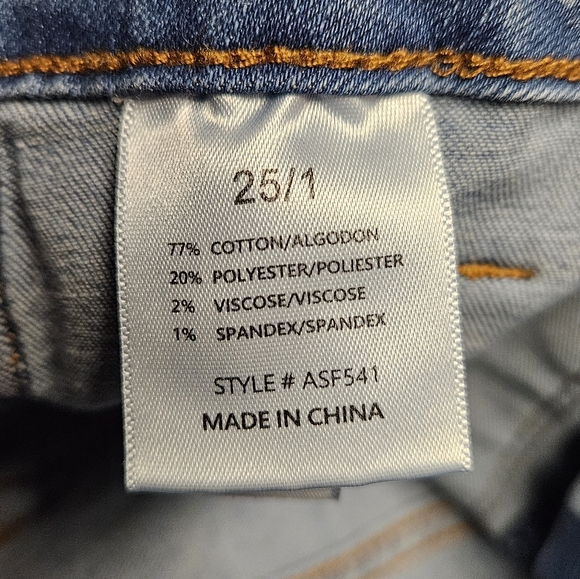 25/1
77% COTTON/ALGODON
20% POLYESTER/POLIESTER
2% VISCOSE/VISCOSE
1% SPANDEX/SPANDEX
STYLE # ASF541
MADE IN CHINA